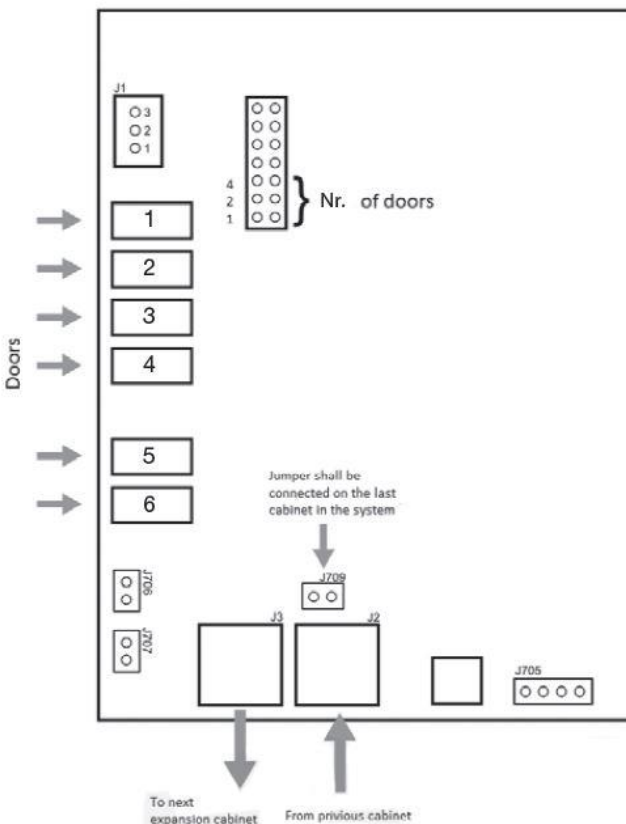 J1
3
2
1
4
2
1
Nr. of doors
Doors
1
2
3
4
5
6
Jumper shall be
connected on the last
cabinet in the system
J709
J706
J707
J3
J2
J705
To next
expansion cabinet
From privious cabinet